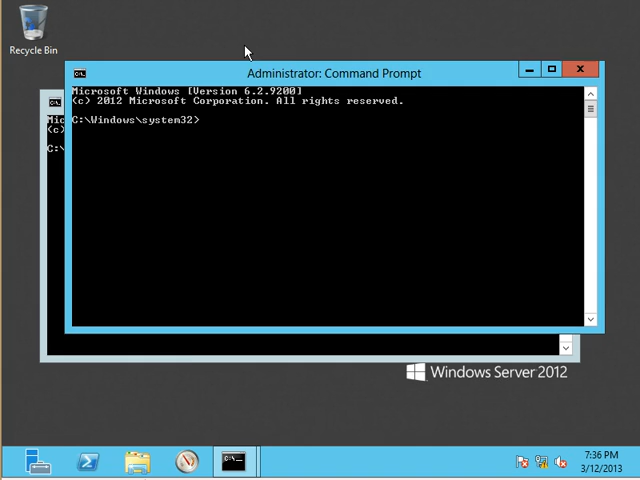 Recycle Bin
Administrator: Command Prompt
Microsoft Windows [Version 6.2.9200]
(c) 2012 Microsoft Corporation. All rights reserved.
C:\Windows\system32>
Mic
(c)
C:\
Windows Server 2012
7:36 PM
3/12/2013